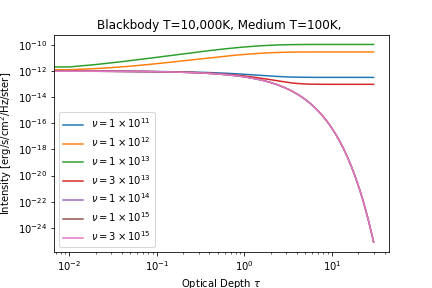 Blackbody T=10,000K, Medium T=100K,
Intensity [erg/s/cm²/Hz/ster]
10⁻¹⁰
10⁻¹²
10⁻¹⁴
10⁻¹⁶
10⁻¹⁸
10⁻²⁰
10⁻²²
10⁻²⁴
ν = 1 × 10¹¹
ν = 1 × 10¹²
ν = 1 × 10¹³
ν = 3 × 10¹³
ν = 1 × 10¹⁴
ν = 1 × 10¹⁵
ν = 3 × 10¹⁵
10⁻² 10⁻¹ 10⁰ 10¹
Optical Depth τ